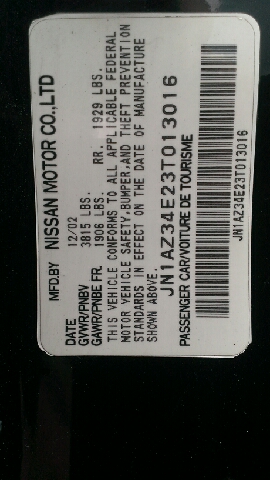 MFD.BY NISSAN MOTOR CO.,LTD
DATE 12/02
GVWR/PNBV 3815 LBS.
GAWR/PNBE FR. 1906 LBS. RR. 1929 LBS.
THIS VEHICLE CONFORMS TO ALL APPLICABLE FEDERAL
MOTOR VEHICLE SAFETY,BUMPER,AND THEFT PREVENTION
STANDARDS IN EFFECT ON THE DATE OF MANUFACTURE
SHOWN ABOVE.
JN1AZ34E23T013016
PASSENGER CAR/VOITURE DE TOURISME
JN1AZ34E23T013016